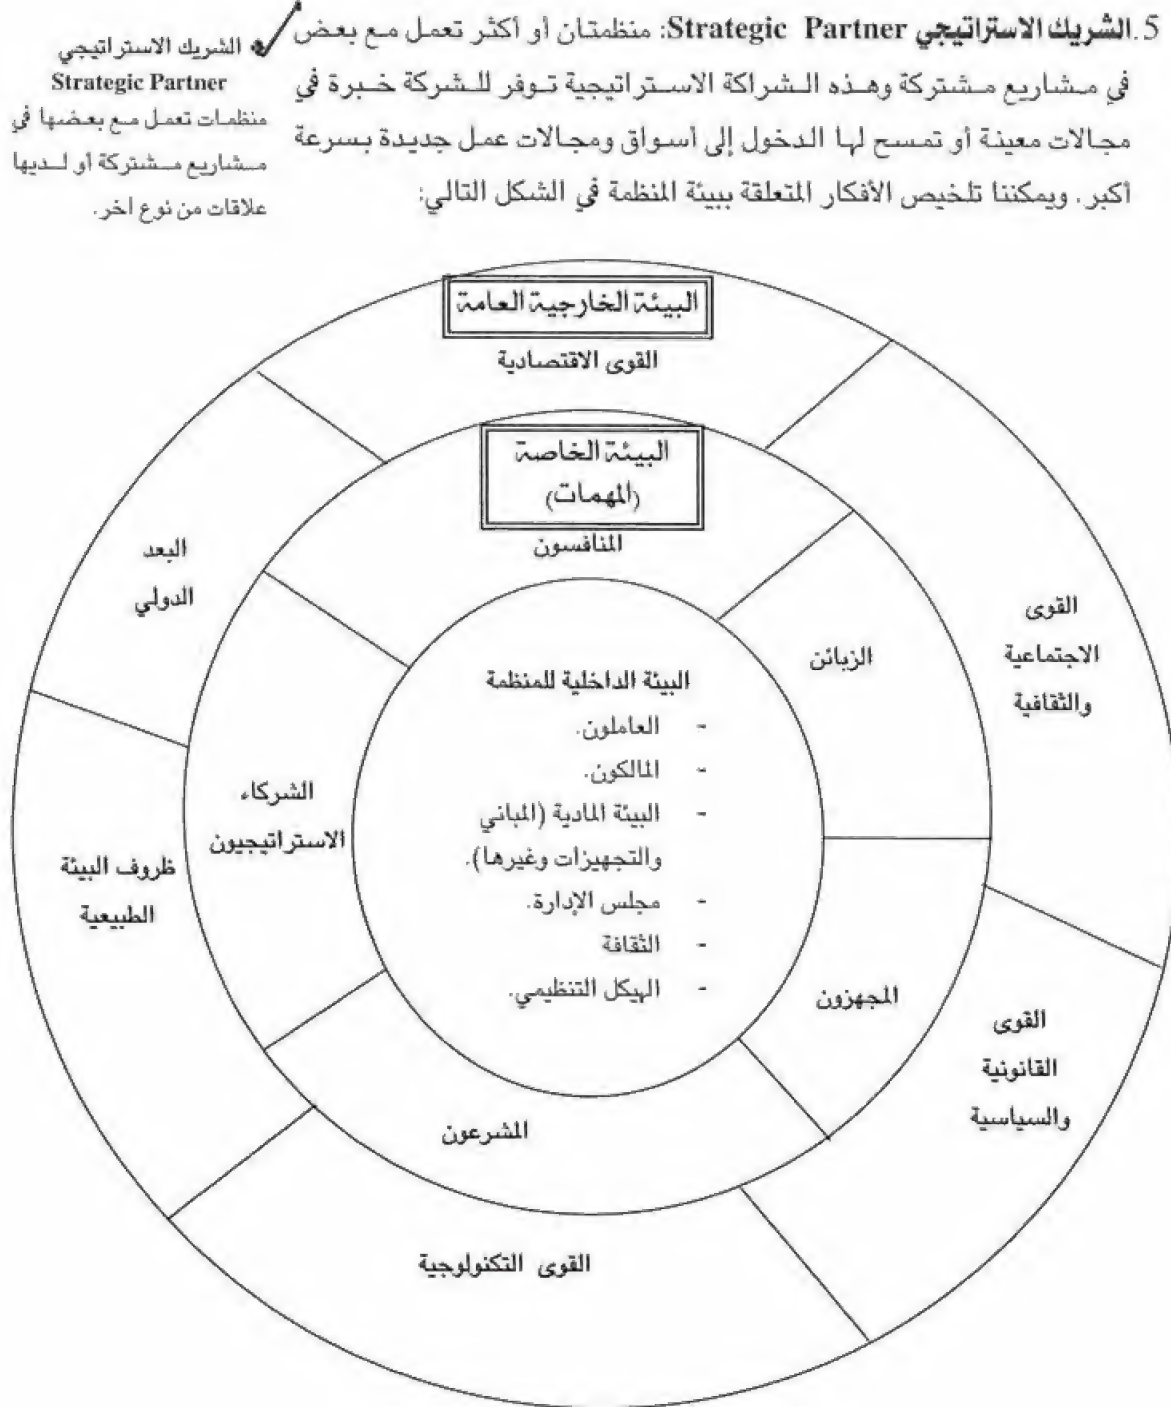 5.الشريك الاستراتيجي Strategic Partner: منظمتان أو أكثر تعمل مع بعض
في مشاريع مشتركة وهذه الشراكة الاستراتيجية توفر للشركة خبرة في
مجالات معينة أو تمسح لها الدخول إلى أسواق ومجالات عمل جديدة بسرعة
أكبر. ويمكننا تلخيص الأفكار المتعلقة ببيئة المنظمة في الشكل التالي:
الشريك الاستراتيجي
Strategic Partner
منظمات تعمل مع بعضها في
مشاريع مشتركة أو لديها
علاقات من نوع آخر.
البيئة الخارجية العامة
القوى الاقتصادية
البيئة الخاصة
(المهمات)
المنافسون
القوى
الاجتماعية
والثقافية
البعد
الدولي
الزبائن
البيئة الداخلية للمنظمة
- العاملون.
- المالكون.
- البيئة المادية (المباني
والتجهيزات وغيرها).
- مجلس الإدارة.
- الثقافة
- الهيكل التنظيمي.
الشركاء
الاستراتيجيون
ظروف البيئة
الطبيعية
المجهزون
القوى
القانونية
والسياسية
المشرعون
القوى التكنولوجية